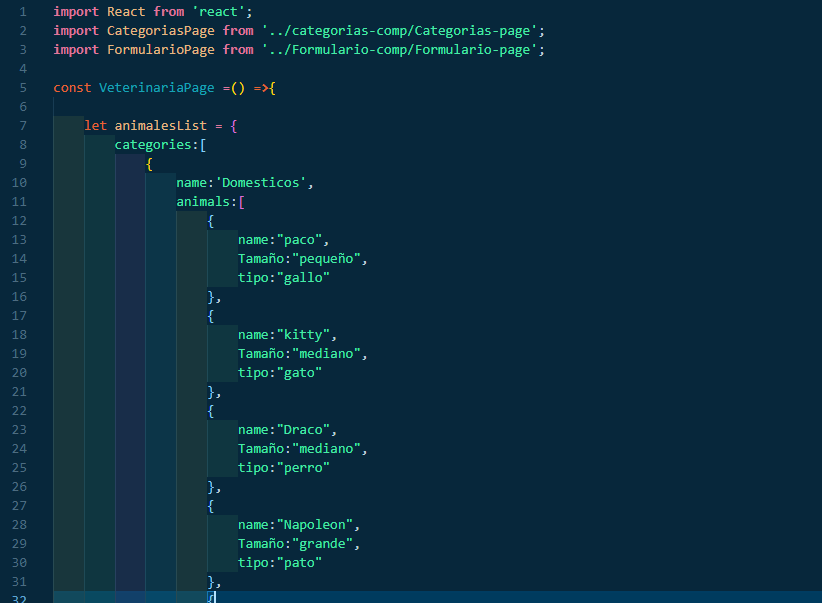 1 import React from 'react';
2 import CategoriasPage from '../categorias-comp/Categorias-page';
3 import FormularioPage from '../Formulario-comp/Formulario-page';
4
5 const VeterinariaPage =() =>{
6
7 let animalesList = {
8 categories:[
9 {
10 name:'Domesticos',
11 animals:[
12 {
13 name:"paco",
14 Tamaño:"pequeño",
15 tipo:"gallo"
16 },
17 {
18 name:"kitty",
19 Tamaño:"mediano",
20 tipo:"gato"
21 },
22 {
23 name:"Draco",
24 Tamaño:"mediano",
25 tipo:"perro"
26 },
27 {
28 name:"Napoleon",
29 Tamaño:"grande",
30 tipo:"pato"
31 },
32 {